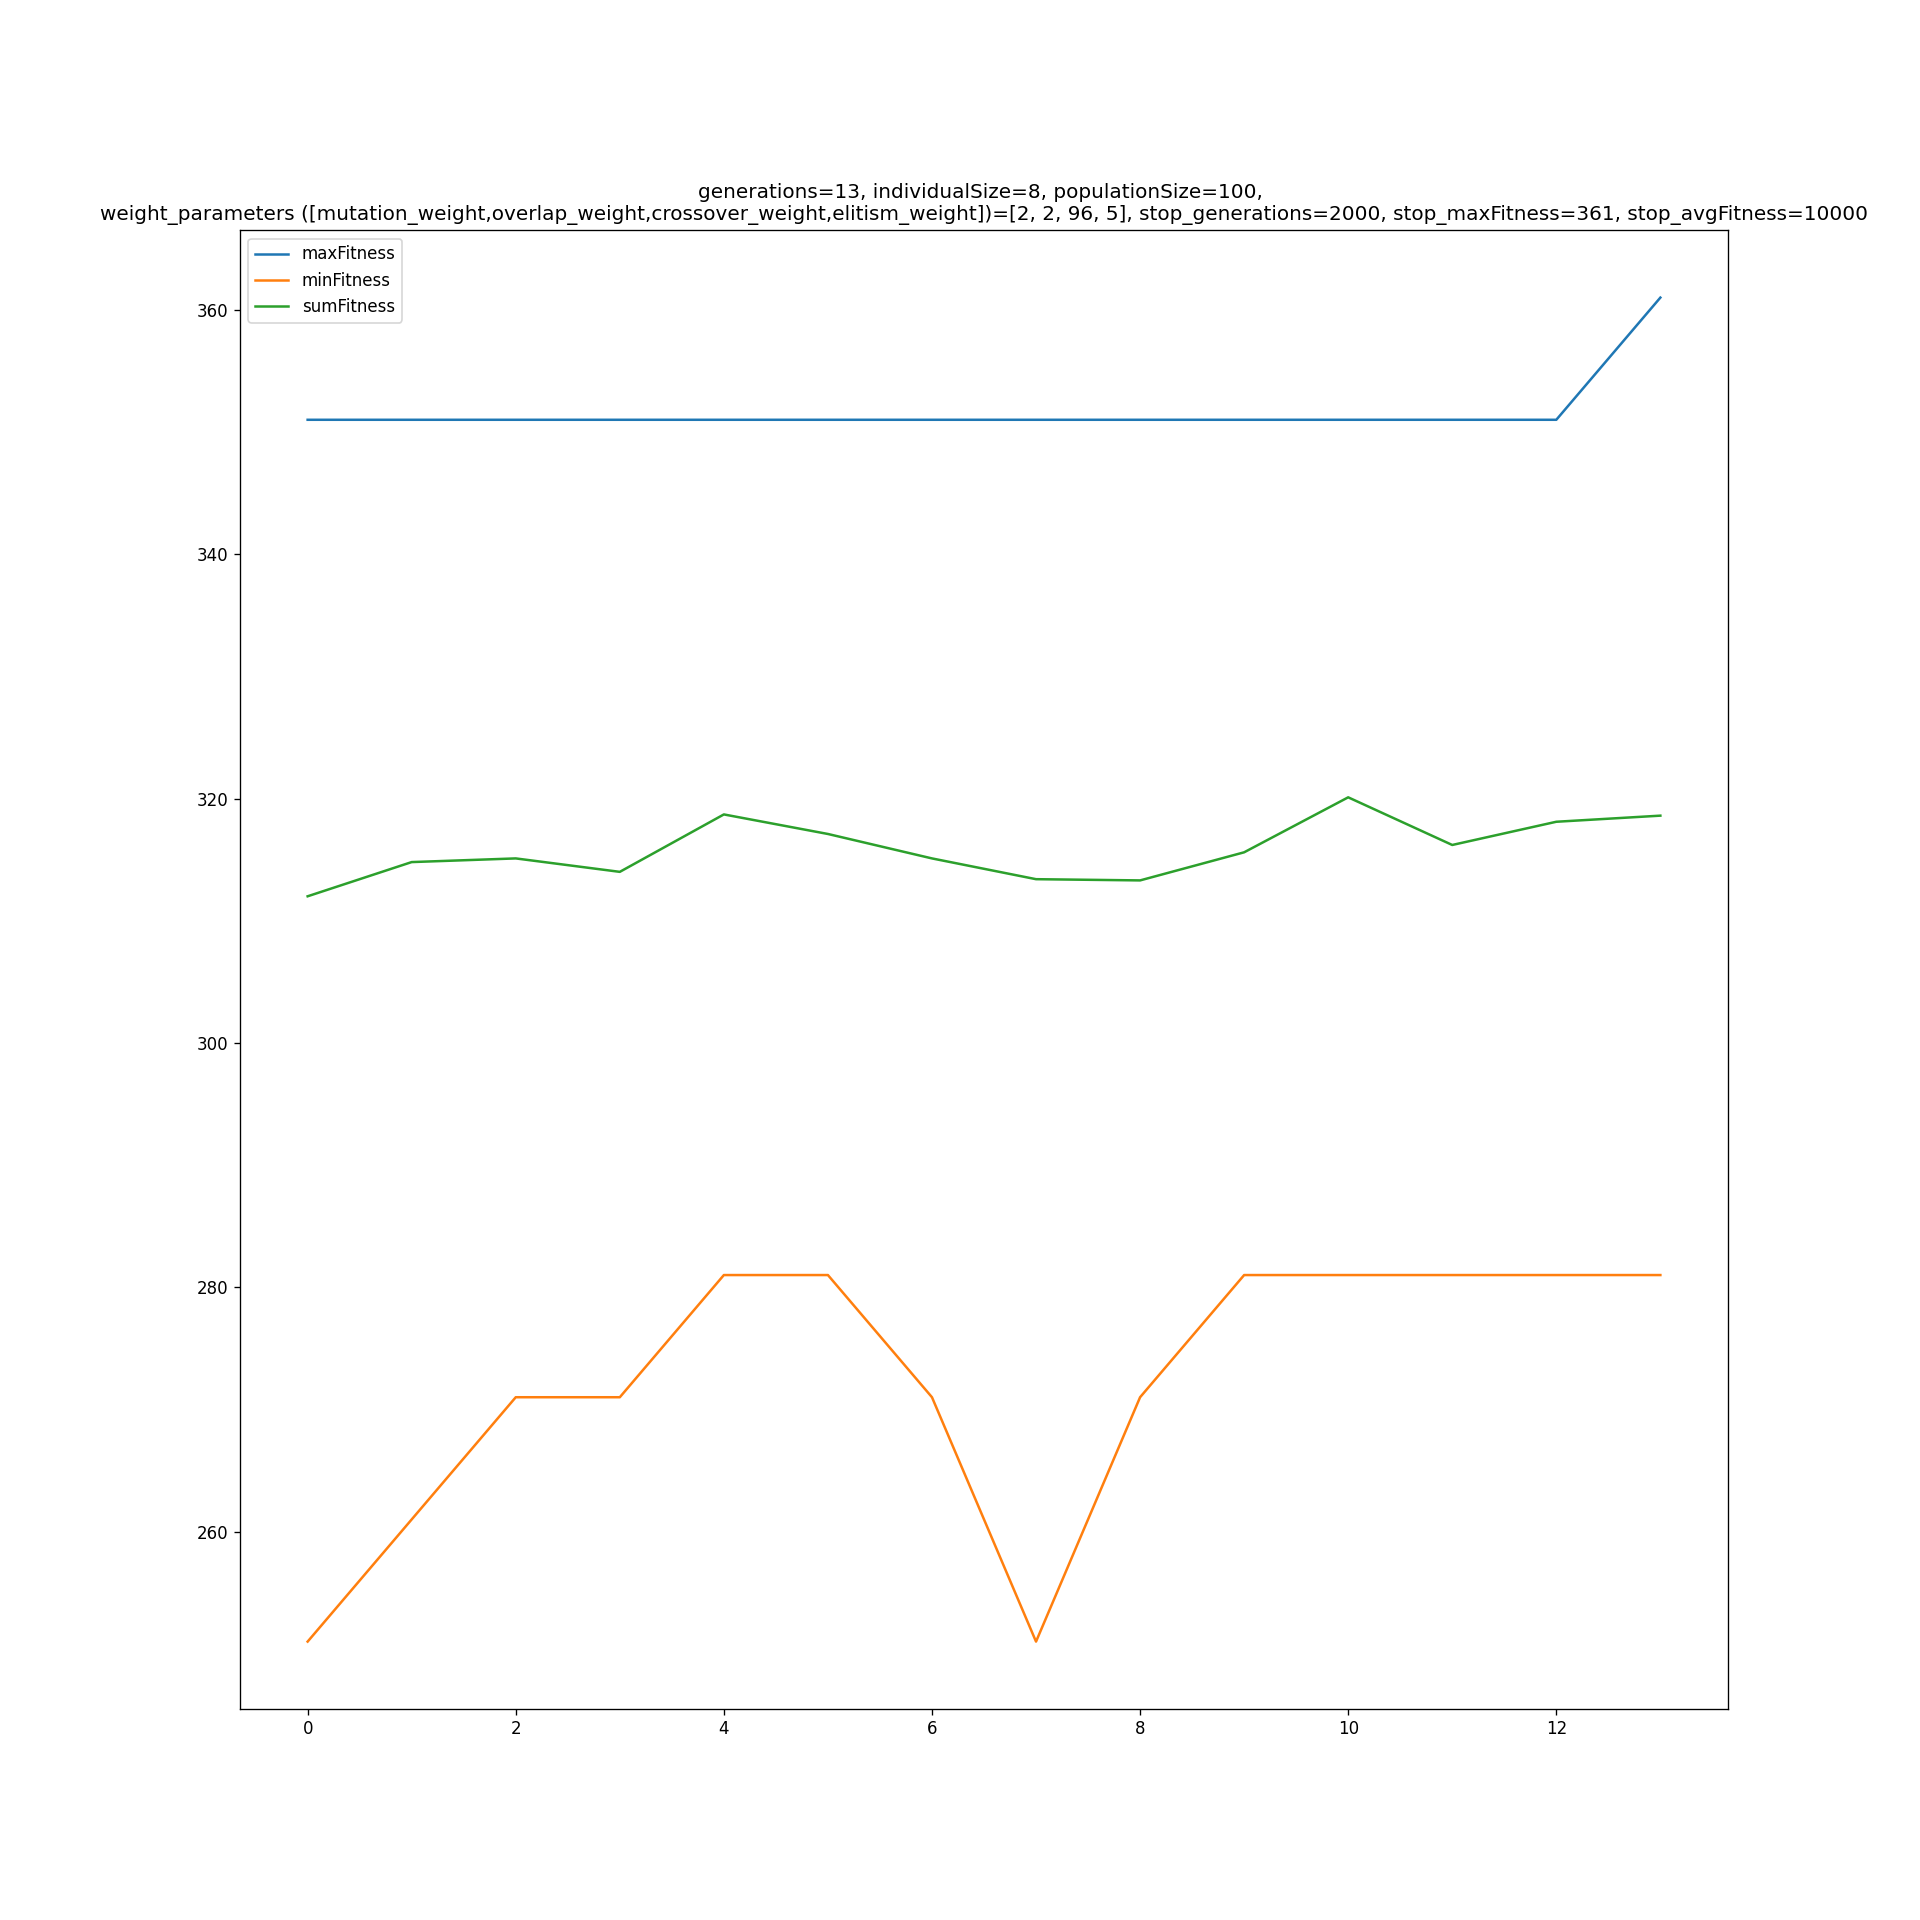 generations=13, individualSize=8, populationSize=100,
weight_parameters ([mutation_weight,overlap_weight,crossover_weight,elitism_weight])=[2, 2, 96, 5], stop_generations=2000, stop_maxFitness=361, stop_avgFitness=10000
maxFitness
minFitness
sumFitness
360
340
320
300
280
260
0 2 4 6 8 10 12